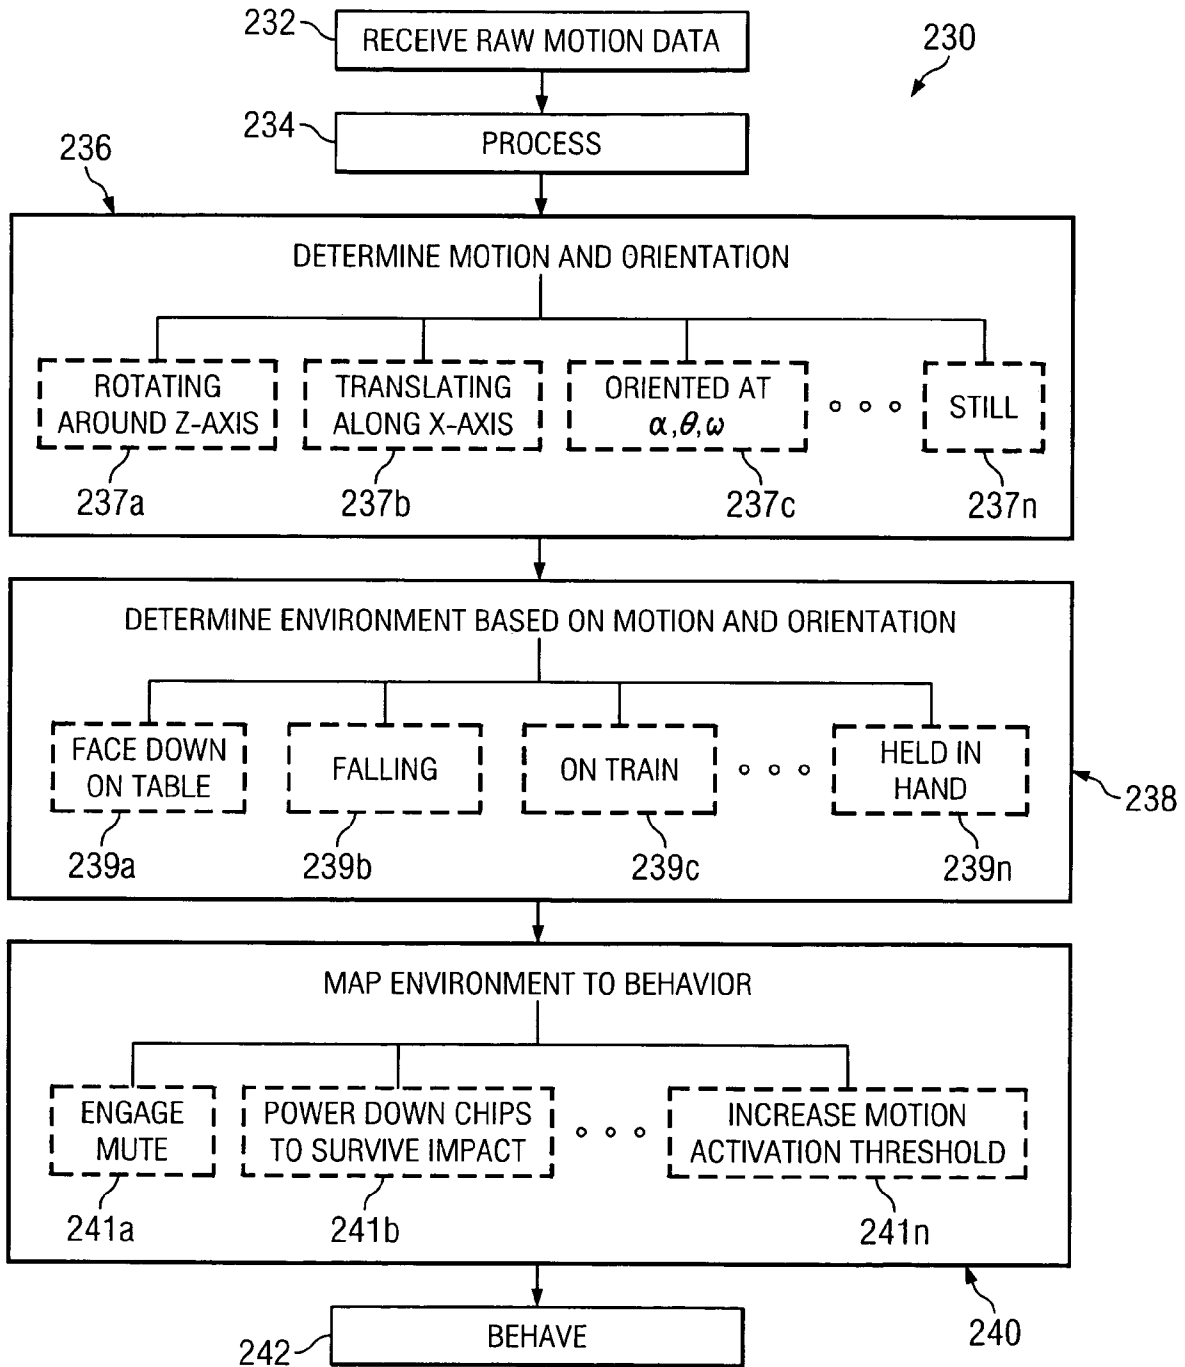 232
RECEIVE RAW MOTION DATA
230
234
PROCESS
236
DETERMINE MOTION AND ORIENTATION
ROTATING
AROUND Z-AXIS
TRANSLATING
ALONG X-AXIS
ORIENTED AT
α,θ,ω
STILL
237a
237b
237c
237n
DETERMINE ENVIRONMENT BASED ON MOTION AND ORIENTATION
FACE DOWN
ON TABLE
FALLING
ON TRAIN
HELD IN
HAND
238
239a
239b
239c
239n
MAP ENVIRONMENT TO BEHAVIOR
ENGAGE
MUTE
POWER DOWN CHIPS
TO SURVIVE IMPACT
INCREASE MOTION
ACTIVATION THRESHOLD
241a
241b
241n
240
242
BEHAVE